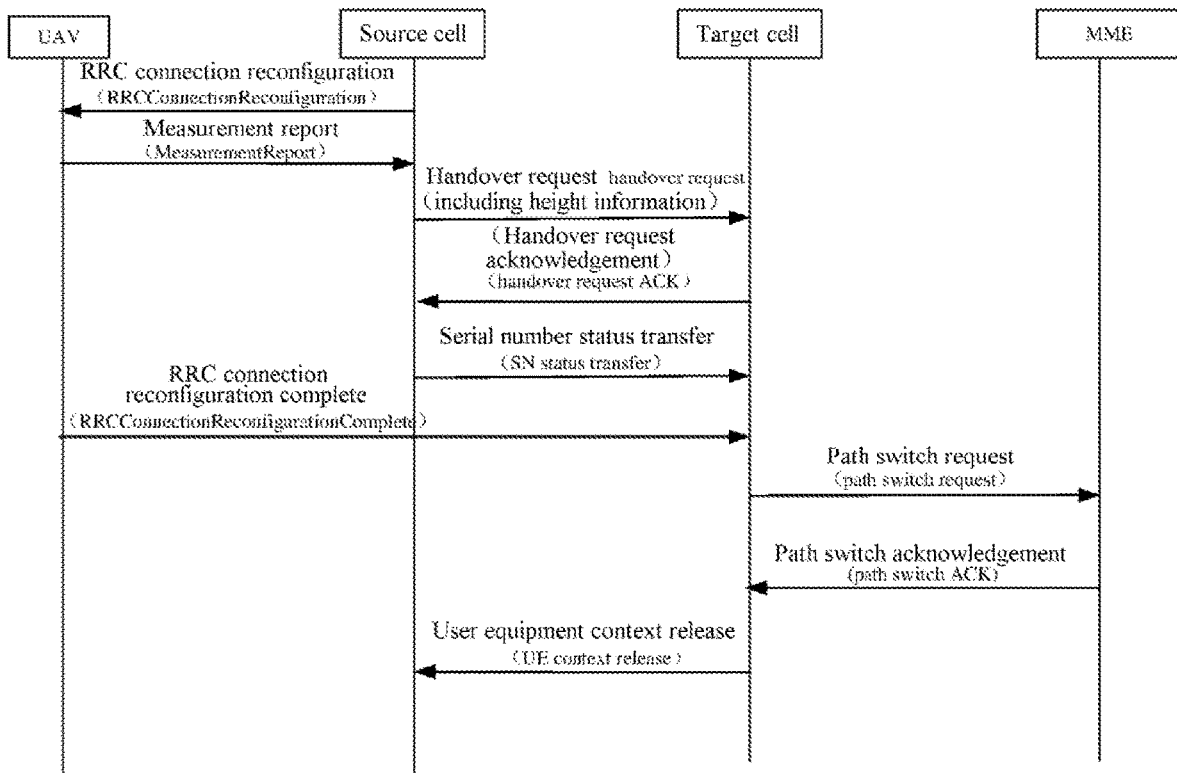 UAV
Source cell
Target cell
MME
RRC connection reconfiguration
(RRCConnectionReconfiguration)
Measurement report
(MeasurementReport)
Handover request handover request
(including height information)
(Handover request
acknowledgement)
(handover request ACK)
Serial number status transfer
(SN status transfer)
RRC connection
reconfiguration complete
(RRCConnectionReconfigurationComplete)
Path switch request
(path switch request)
Path switch acknowledgement
(path switch ACK)
User equipment context release
(UE context release)